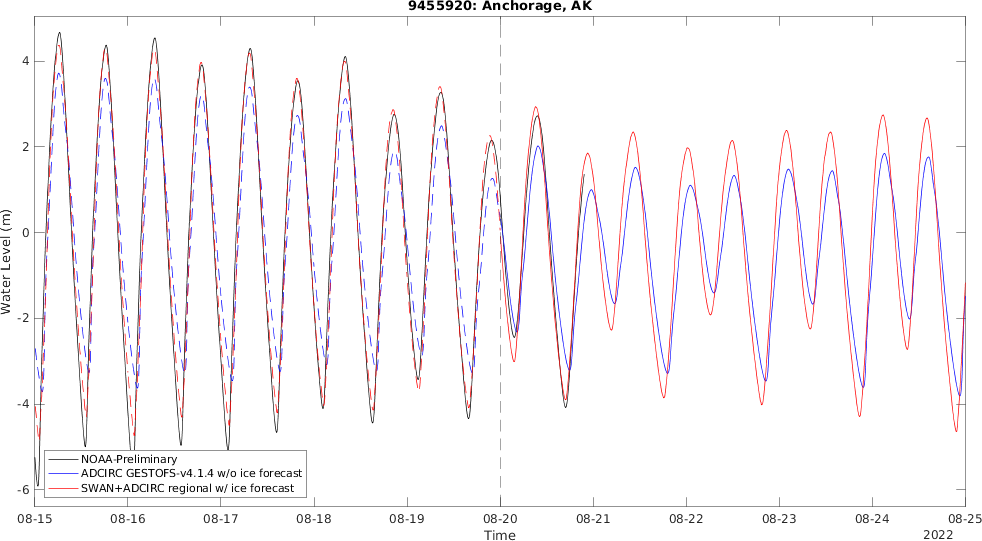 9455920: Anchorage, AK
Water Level (m)
4
2
0
-2
-4
-6
NOAA-Preliminary
ADCIRC GESTOFS-v4.1.4 w/o ice forecast
SWAN+ADCIRC regional w/ ice forecast
08-15 08-16 08-17 08-18 08-19 08-20 08-21 08-22 08-23 08-24 08-25
Time
2022